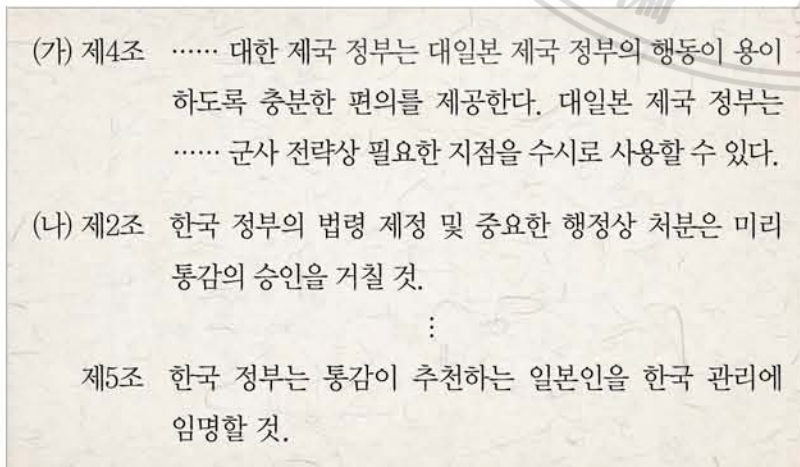 (가) 제4조 …… 대한 제국 정부는 대일본 제국 정부의 행동이 용이
하도록 충분한 편의를 제공한다. 대일본 제국 정부는
…… 군사 전략상 필요한 지점을 수시로 사용할 수 있다.
(나) 제2조 한국 정부의 법령 제정 및 중요한 행정상 처분은 미리
통감의 승인을 거칠 것.
⋮
제5조 한국 정부는 통감이 추천하는 일본인을 한국 관리에
임명할 것.